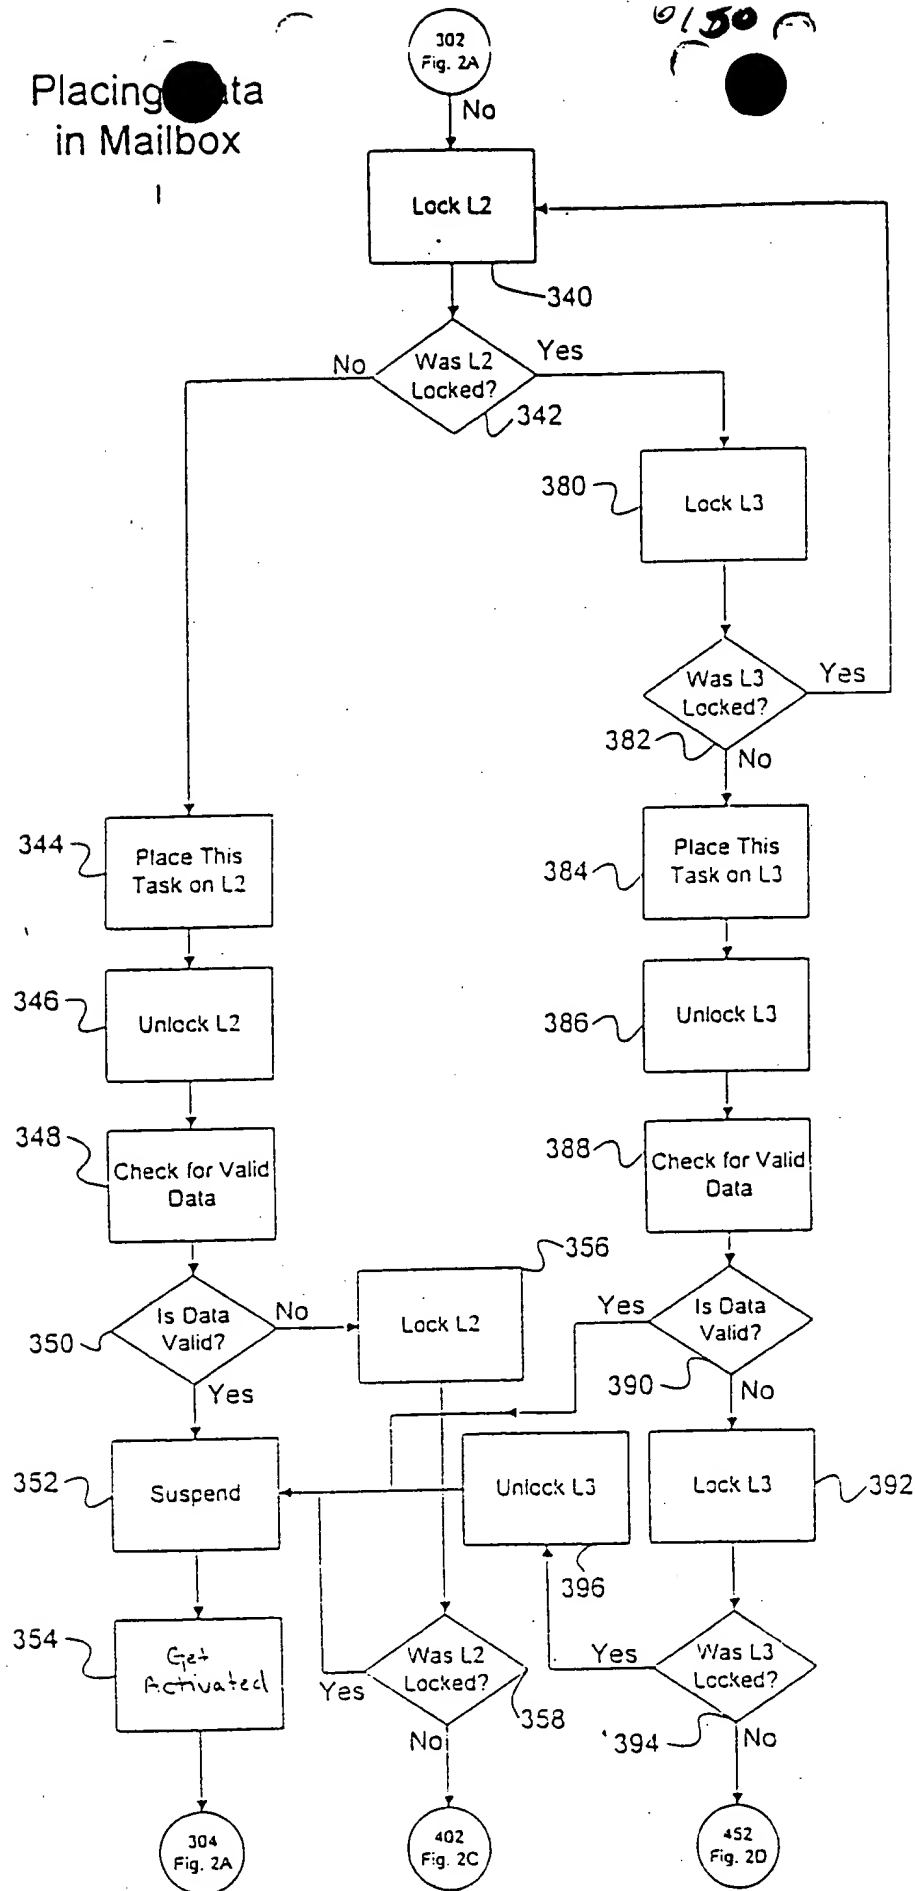 61 50
302
Fig. 2A
Placing ata
in Mailbox
No
Lock L2
340
Was L2
Locked?
No
Yes
342
380
Lock L3
Was L3
Locked?
Yes
382
No
344
Place This
Task on L2
384
Place This
Task on L3
346
Unlock L2
386
Unlock L3
348
Check for Valid
Data
388
Check for Valid
Data
356
Lock L2
350
Is Data
Valid?
No
Yes
Yes
Is Data
Valid?
390
No
352
Suspend
Unlock L3
396
Lock L3
392
354
Get
Activated
Was L2
Locked?
Yes
358
No
Yes
Was L3
Locked?
394
No
304
Fig. 2A
402
Fig. 2C
452
Fig. 2D